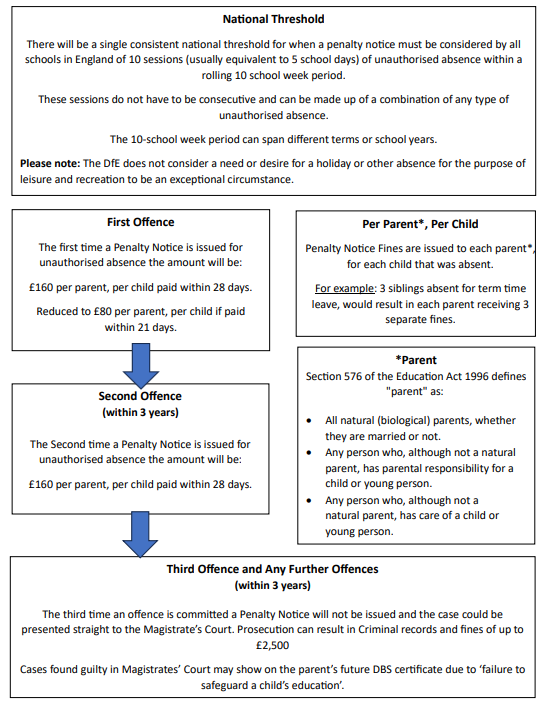 National Threshold
There will be a single consistent national threshold for when a penalty notice must be considered by all
schools in England of 10 sessions (usually equivalent to 5 school days) of unauthorised absence within a
rolling 10 school week period.
These sessions do not have to be consecutive and can be made up of a combination of any type of
unauthorised absence.
The 10-school week period can span different terms or school years.
Please note: The DfE does not consider a need or desire for a holiday or other absence for the purpose of
leisure and recreation to be an exceptional circumstance.
First Offence
The first time a Penalty Notice is issued for
unauthorised absence the amount will be:
£160 per parent, per child paid within 28 days.
Reduced to £80 per parent, per child if paid
within 21 days.
Per Parent*, Per Child
Penalty Notice Fines are issued to each parent*,
for each child that was absent.
For example: 3 siblings absent for term time
leave, would result in each parent receiving 3
separate fines.
Second Offence
(within 3 years)
The Second time a Penalty Notice is issued for
unauthorised absence the amount will be:
£160 per parent, per child paid within 28 days.
*Parent
Section 576 of the Education Act 1996 defines
"parent" as:
• All natural (biological) parents, whether
they are married or not.
• Any person who, although not a natural
parent, has parental responsibility for a
child or young person.
• Any person who, although not a
natural parent, has care of a child or
young person.
Third Offence and Any Further Offences
(within 3 years)
The third time an offence is committed a Penalty Notice will not be issued and the case could be
presented straight to the Magistrate's Court. Prosecution can result in Criminal records and fines of up to
£2,500
Cases found guilty in Magistrates' Court may show on the parent's future DBS certificate due to 'failure to
safeguard a child's education'.